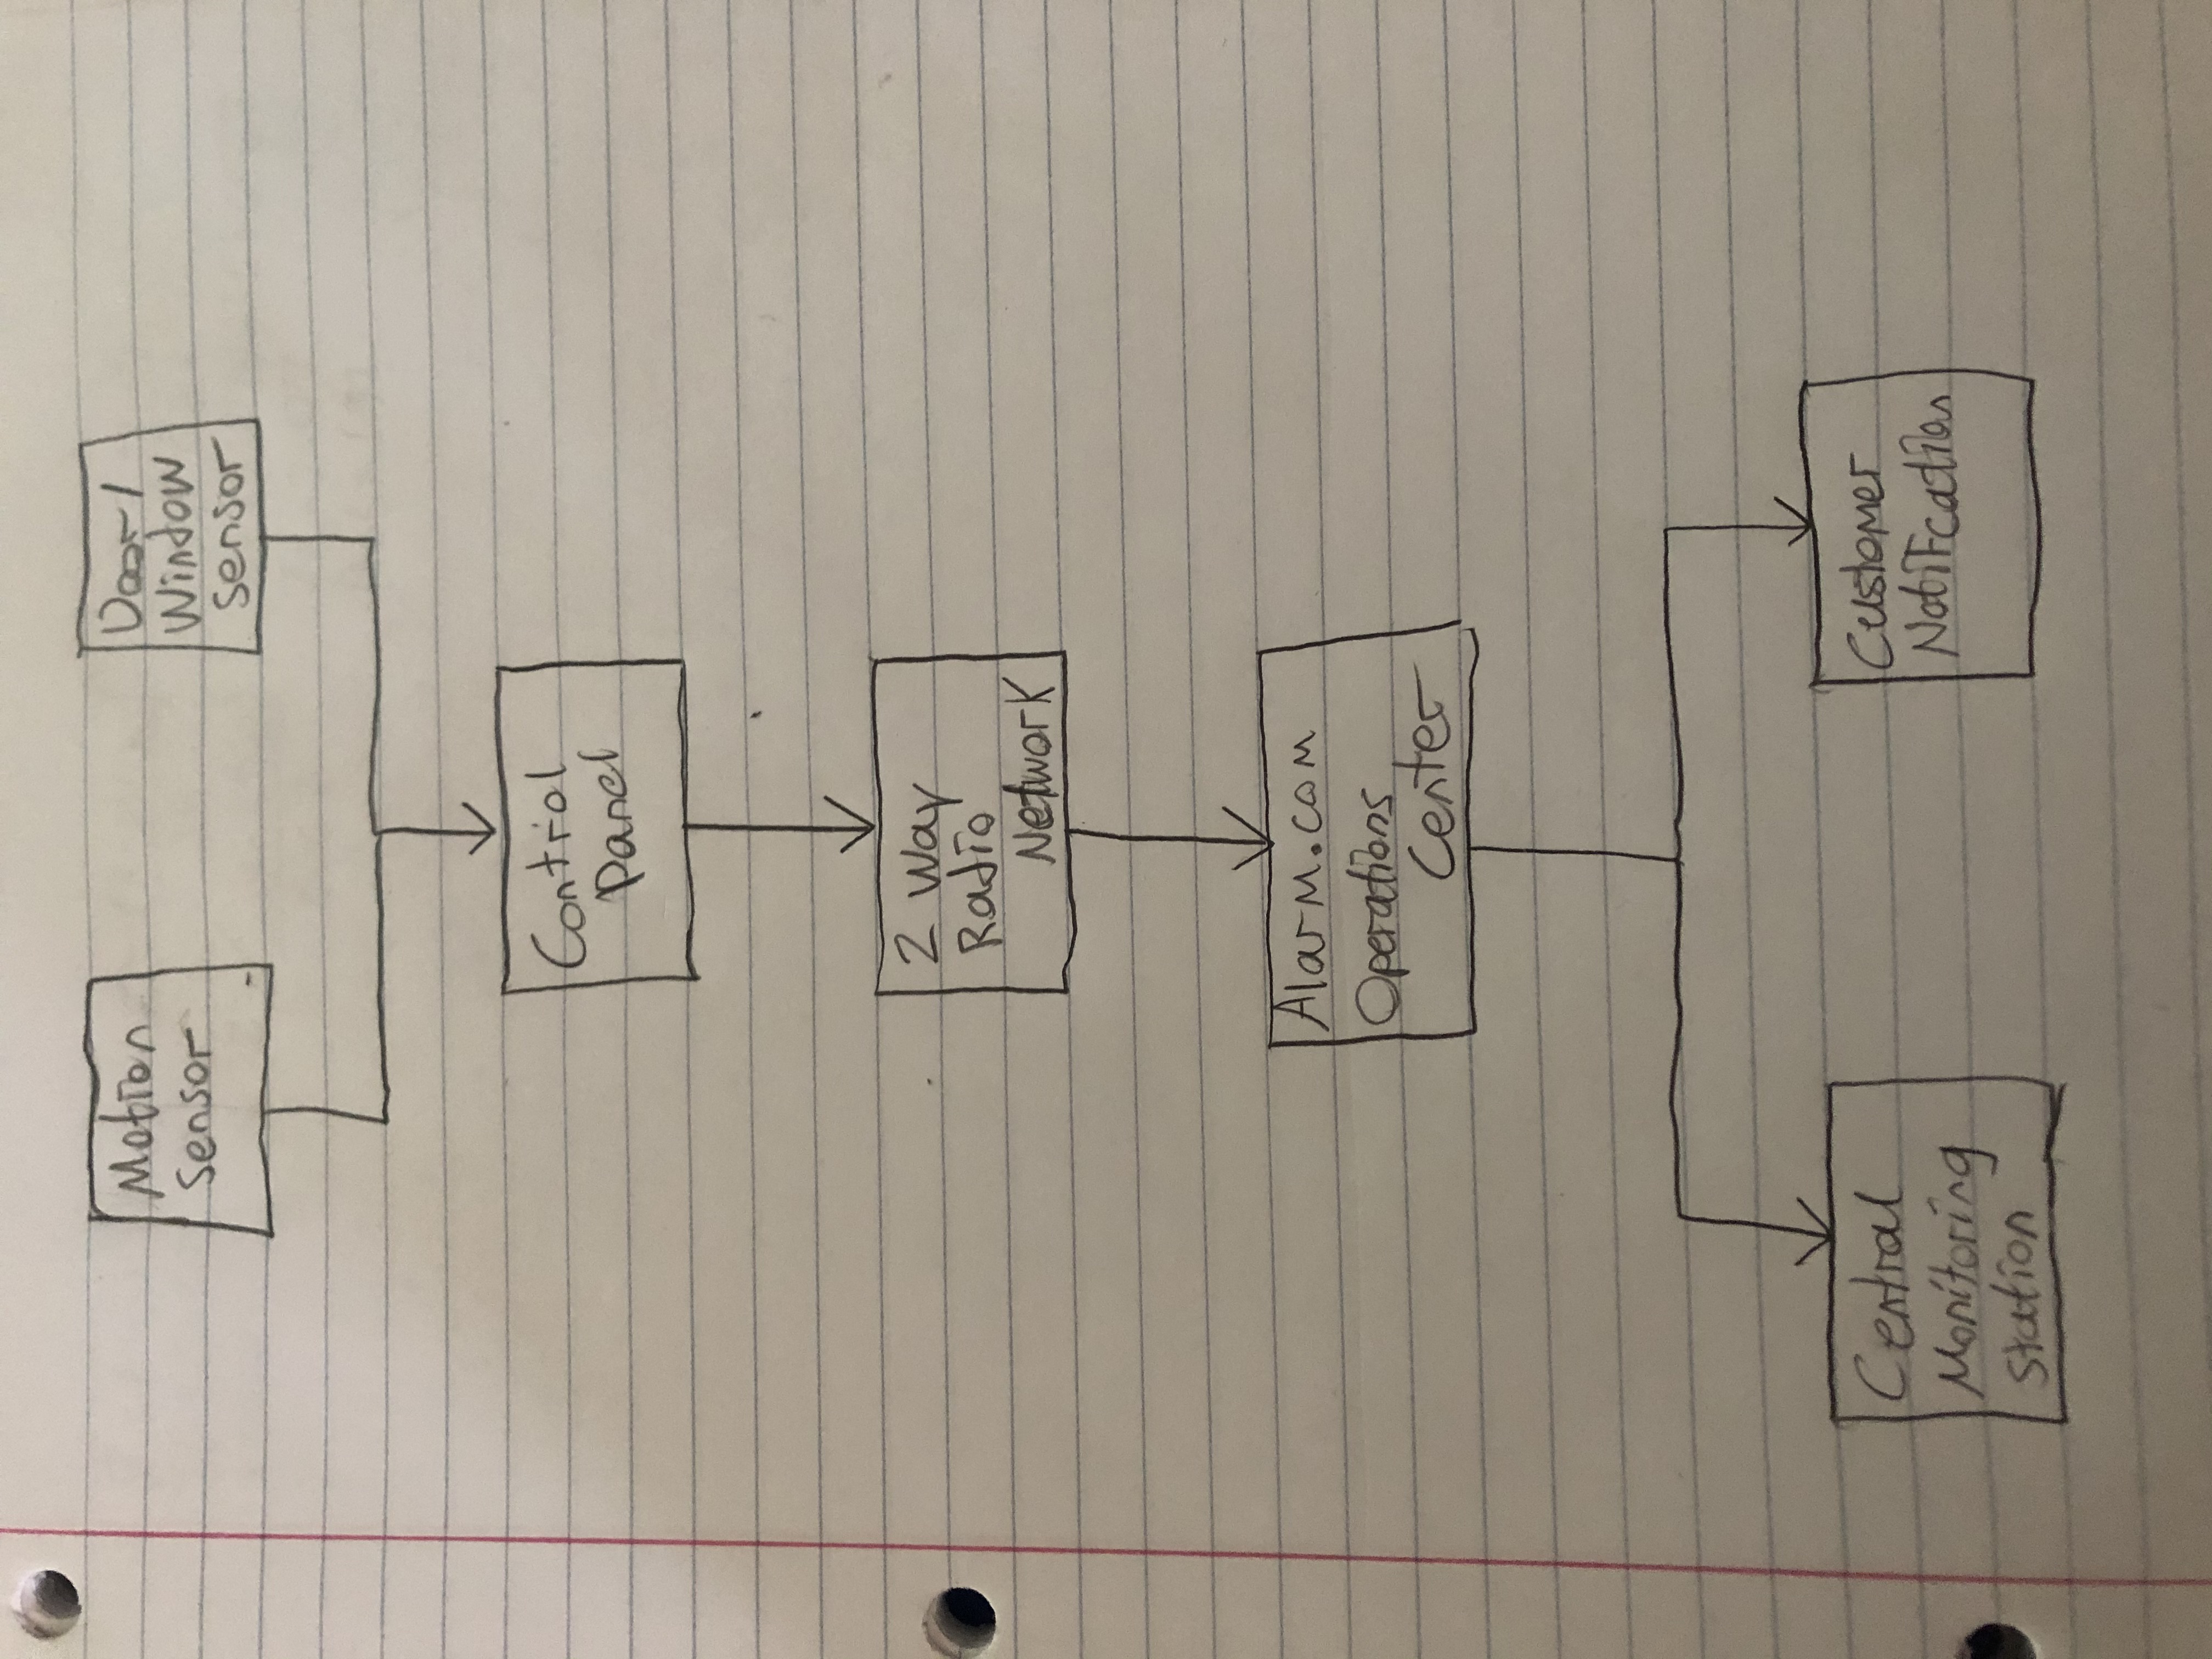 Motion
Sensor
Door/
Window
Sensor
Control
Panel
2 Way
Radio
Network
Alarm.com
Operations
Center
Central
Monitoring
Station
Customer
Notifcation